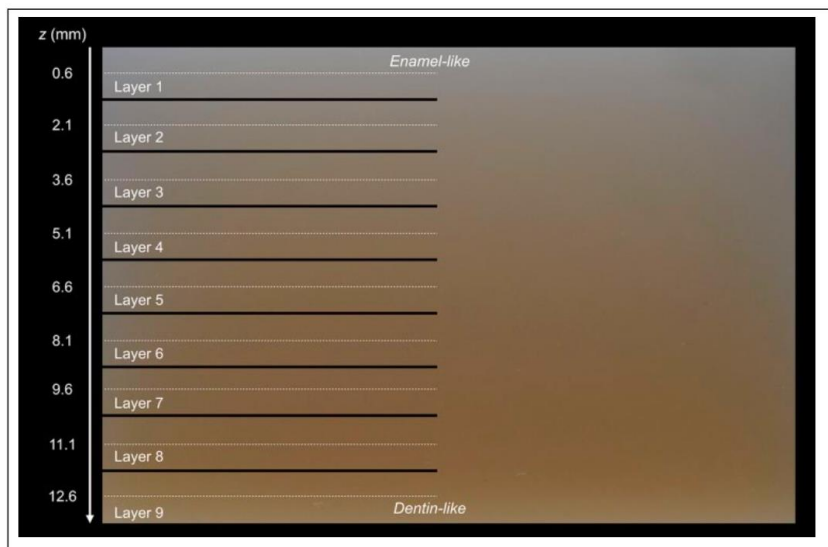 z (mm)
Enamel-like
0.6
Layer 1
2.1
Layer 2
3.6
Layer 3
5.1
Layer 4
6.6
Layer 5
8.1
Layer 6
9.6
Layer 7
11.1
Layer 8
12.6
Dentin-like
Layer 9